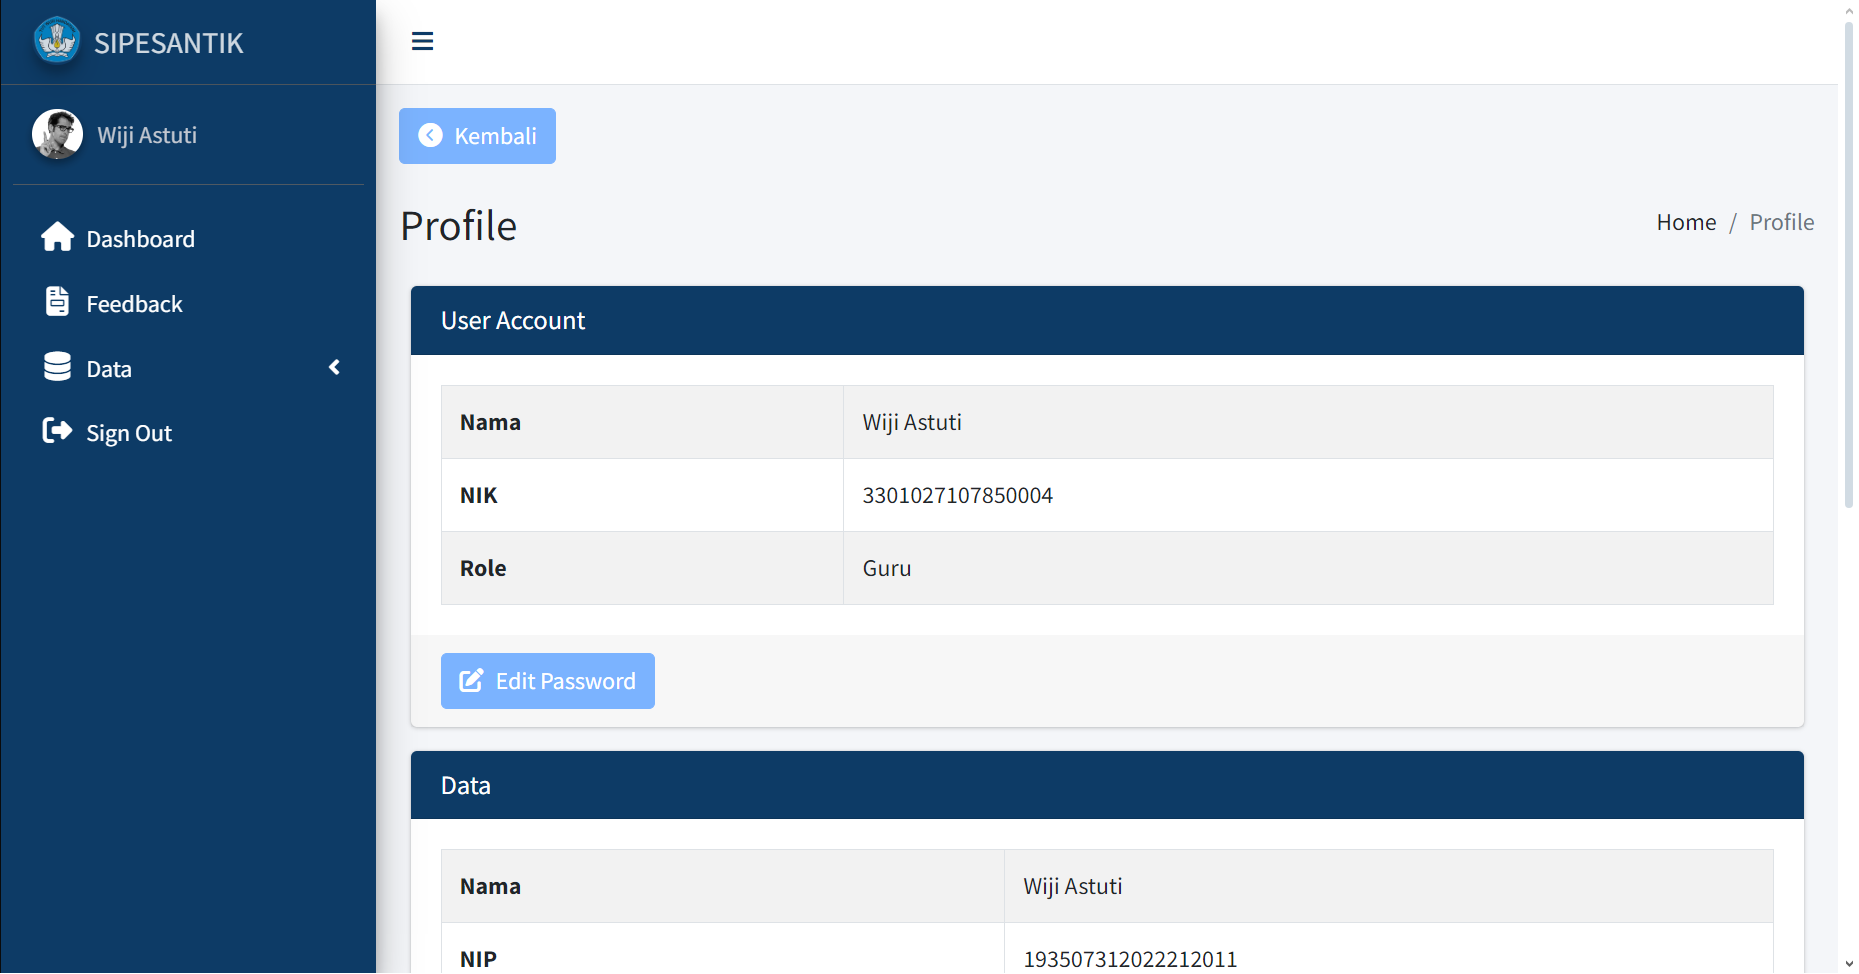 SIPESANTIK
Wiji Astuti
Dashboard
Feedback
Data
Sign Out
Kembali
Profile
Home / Profile
User Account
Nama Wiji Astuti
NIK 3301027107850004
Role Guru
Edit Password
Data
Nama Wiji Astuti
NIP 193507312022212011